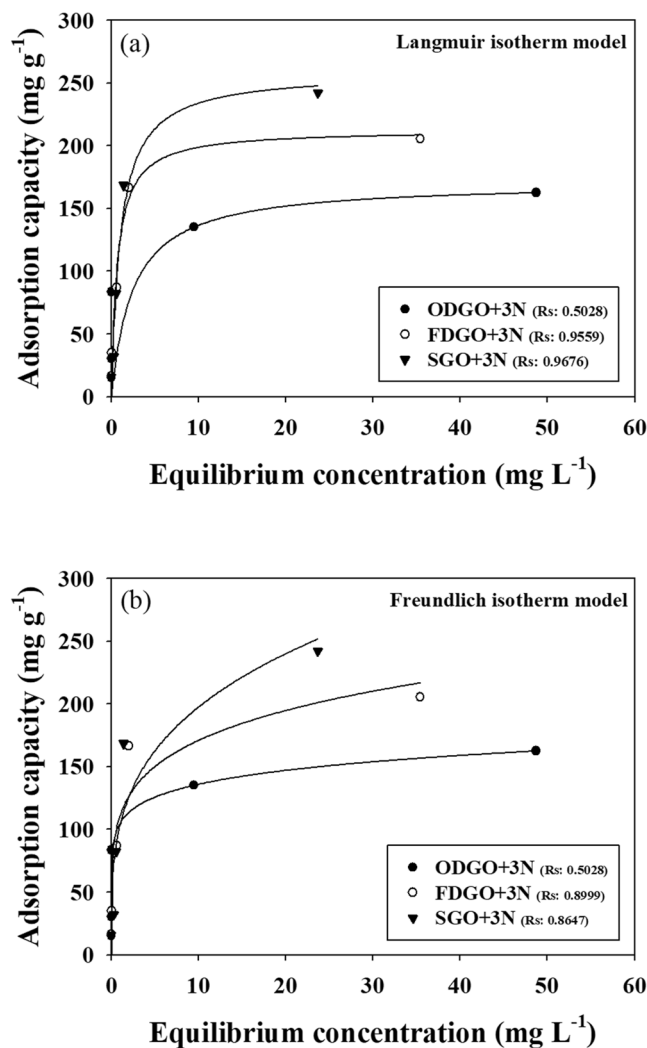 (a)
Langmuir isotherm model
Adsorption capacity (mg g⁻¹)
300
250
200
150
100
50
0
ODGO+3N (Rs: 0.5028)
FDGO+3N (Rs: 0.9559)
SGO+3N (Rs: 0.9676)
0 10 20 30 40 50 60
Equilibrium concentration (mg L⁻¹)
(b)
Freundlich isotherm model
Adsorption capacity (mg g⁻¹)
300
250
200
150
100
50
0
ODGO+3N (Rs: 0.5028)
FDGO+3N (Rs: 0.8999)
SGO+3N (Rs: 0.8647)
0 10 20 30 40 50 60
Equilibrium concentration (mg L⁻¹)